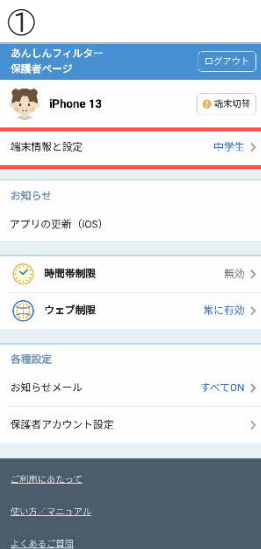 ①
あんしんフィルター
保護者ページ
ログアウト
iPhone 13
端末切替
端末情報と設定 中学生
お知らせ
アプリの更新（iOS）
時間帯制限 無効
ウェブ制限 常に有効
各種設定
お知らせメール すべてON
保護者アカウント設定
ご利用にあたって
使い方／マニュアル
よくあるご質問